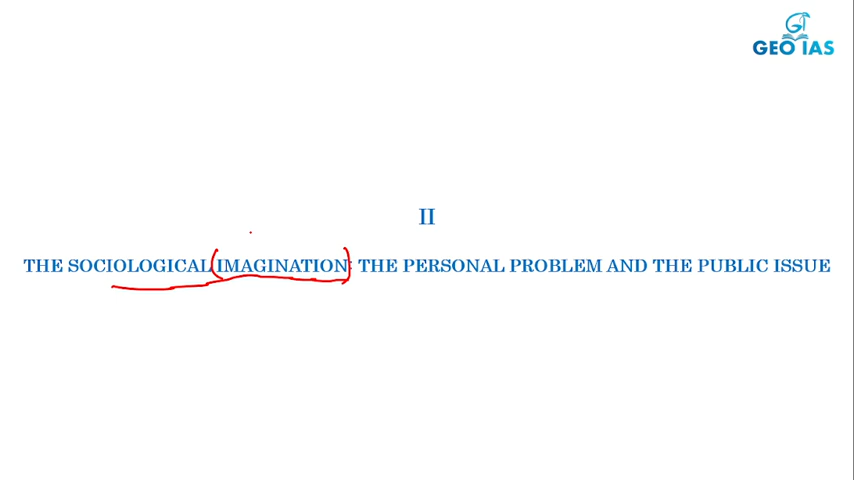 GEO IAS
II
THE SOCIOLOGICAL IMAGINATION: THE PERSONAL PROBLEM AND THE PUBLIC ISSUE